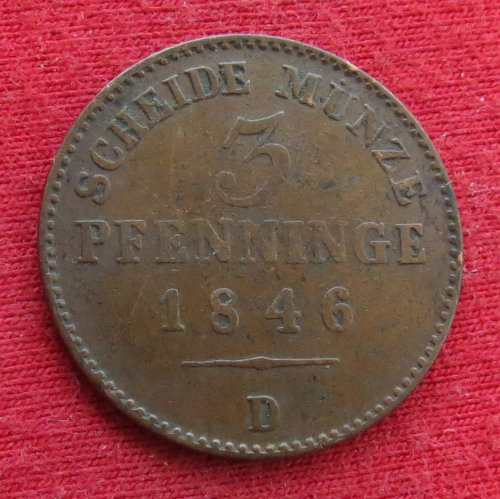 SCHEIDE MÜNZE
3
PFENNINGE
1846
D